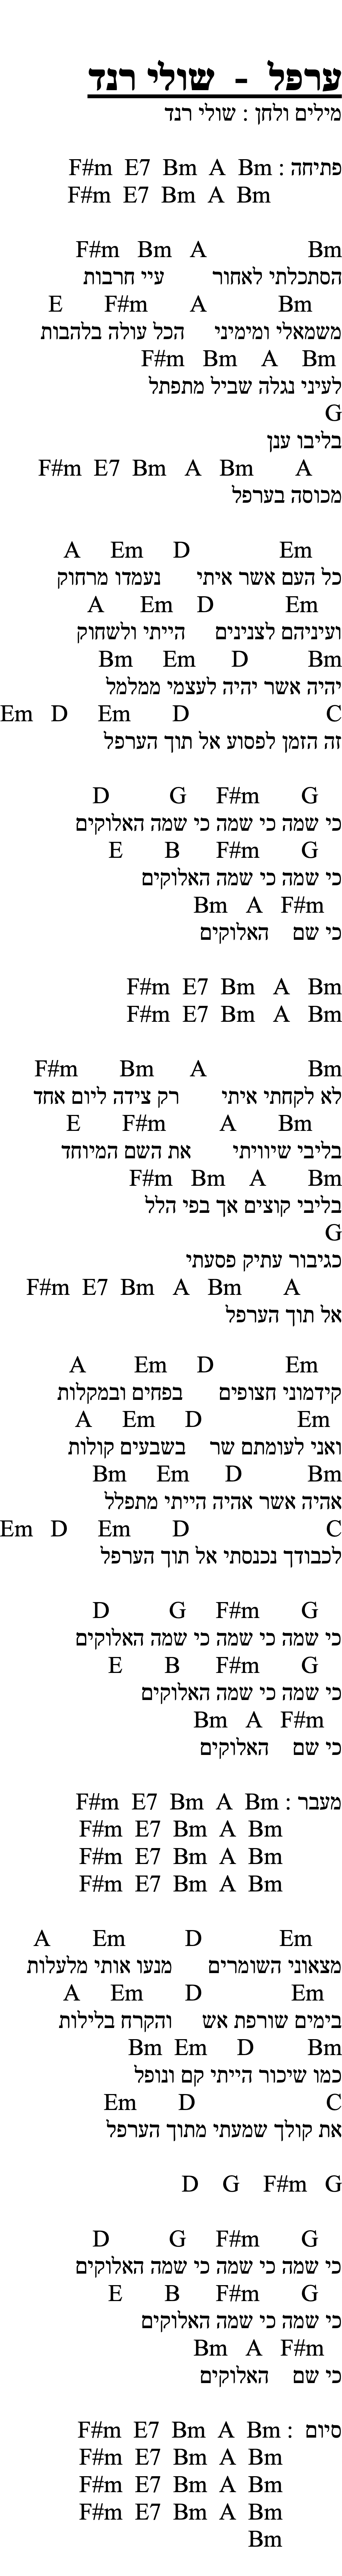 ערפל - שולי רנד
מילים ולחן : שולי רנד
פתיחה : F#m E7 Bm A Bm
F#m E7 Bm A Bm
F#m Bm A Bm
הסתכלתי לאחור עיי חרבות
E F#m A Bm
משמאלי ומימיני הכל עולה בלהבות
F#m Bm A Bm
לעיני נגלה שביל מתפתל
G
בליבו ענן
F#m E7 Bm A Bm A
מכוסה בערפל
A Em D Em
כל העם אשר איתי נעמדו מרחוק
A Em D Em
ועיניהם לצנינים הייתי ולשחוק
Bm Em D Bm
יהיה אשר יהיה לעצמי ממלמל
Em D Em D C
זה הזמן לפסוע אל תוך הערפל
D G F#m G
כי שמה כי שמה כי שמה האלוקים
E B F#m G
כי שמה כי שמה האלוקים
Bm A F#m
כי שם האלוקים
F#m E7 Bm A Bm
F#m E7 Bm A Bm
F#m Bm A Bm
לא לקחתי איתי רק צידה ליום אחד
E F#m A Bm
בליבי שיוויתי את השם המיוחד
F#m Bm A Bm
בליבי קוצים אך בפי הלל
G
כגיבור עתיק פסעתי
F#m E7 Bm A Bm A
אל תוך הערפל
A Em D Em
קידמוני חצופים בפחים ובמקלות
A Em D Em
ואני לעומתם שר בשבעים קולות
Bm Em D Bm
אהיה אשר אהיה הייתי מתפלל
Em D Em D C
לכבודך נכנסתי אל תוך הערפל
D G F#m G
כי שמה כי שמה כי שמה האלוקים
E B F#m G
כי שמה כי שמה האלוקים
Bm A F#m
כי שם האלוקים
מעבר : F#m E7 Bm A Bm
F#m E7 Bm A Bm
F#m E7 Bm A Bm
F#m E7 Bm A Bm
A Em D Em
מצאוני השומרים מנעו אותי מלעלות
A Em D Em
בימים שורפת אש והקרח בלילות
Bm Em D Bm
כמו שיכור הייתי קם ונופל
Em D C
את קולך שמעתי מתוך הערפל
D G F#m G
D G F#m G
כי שמה כי שמה כי שמה האלוקים
E B F#m G
כי שמה כי שמה האלוקים
Bm A F#m
כי שם האלוקים
סיום : F#m E7 Bm A Bm
F#m E7 Bm A Bm
F#m E7 Bm A Bm
F#m E7 Bm A Bm
Bm